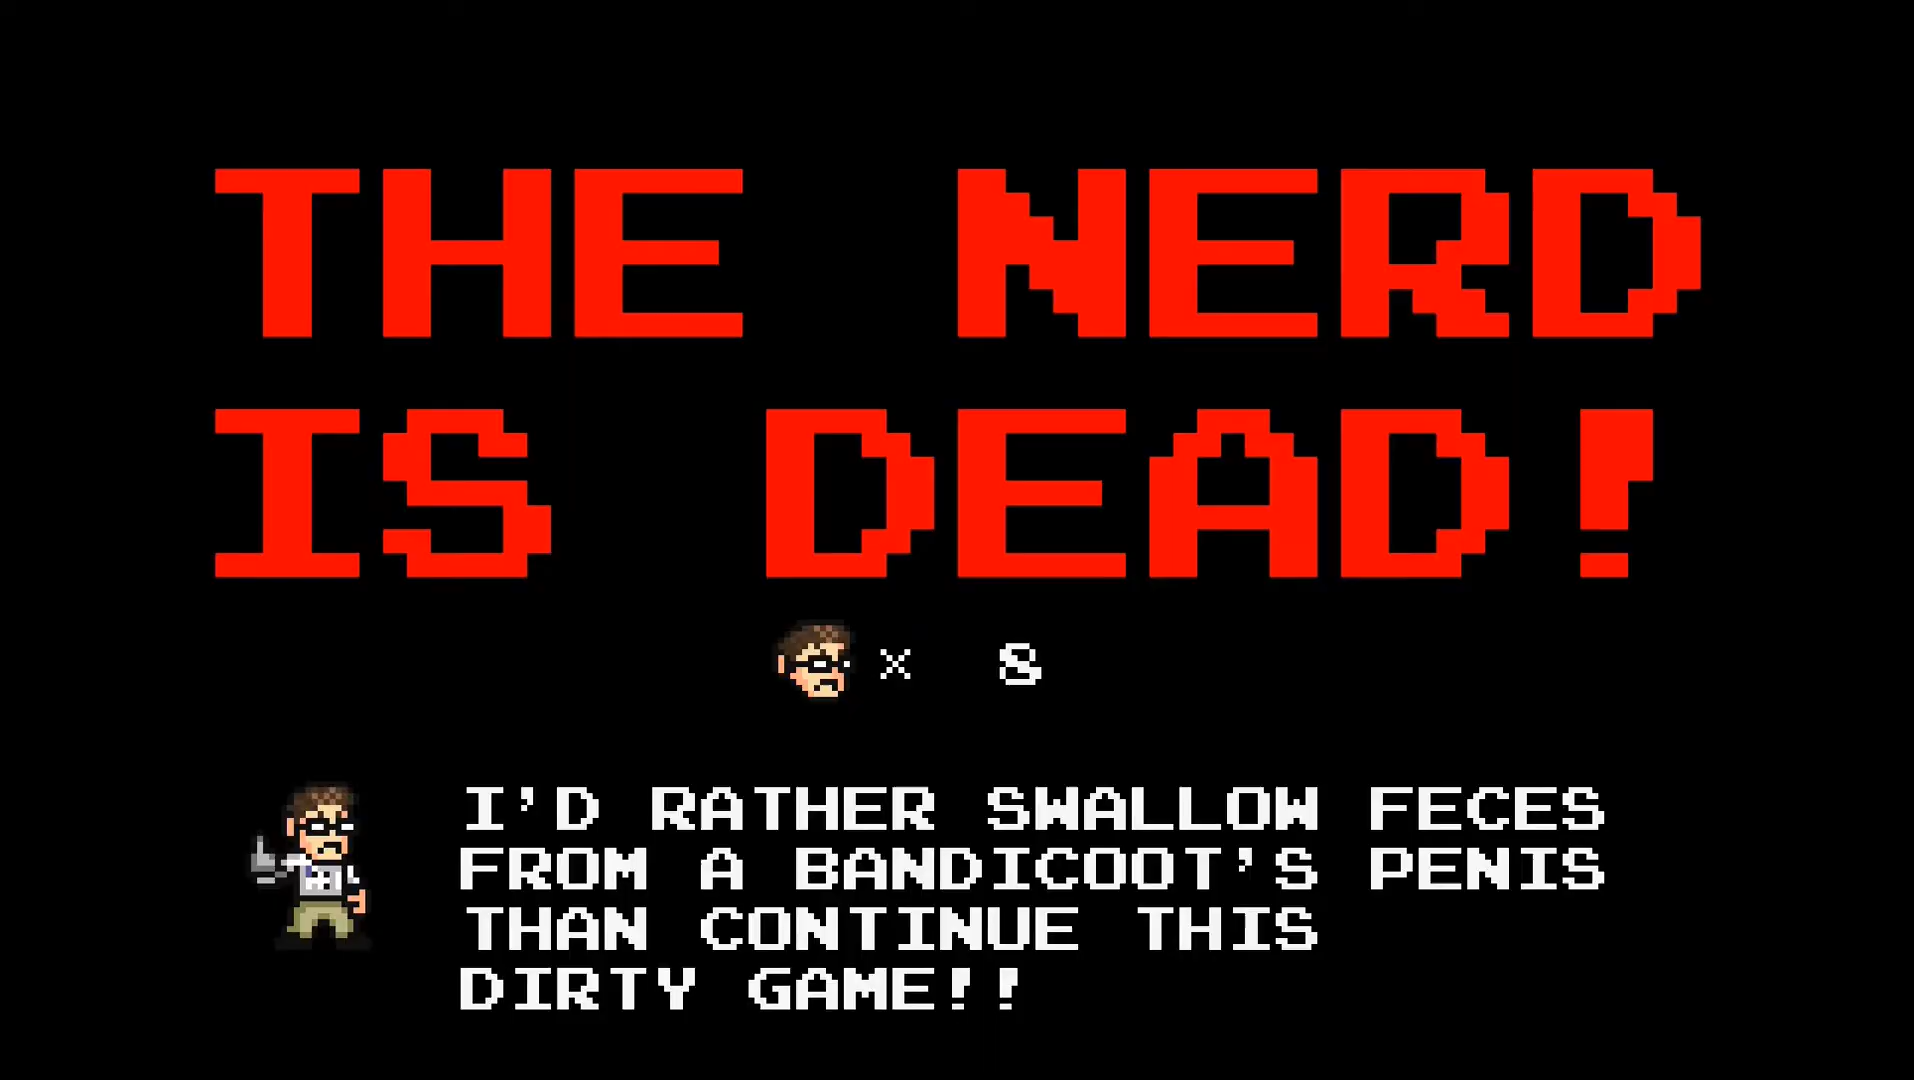 THE NERD
IS DEAD!
x 8
I'D RATHER SWALLOW FECES
FROM A BANDICOOT'S PENIS
THAN CONTINUE THIS
DIRTY GAME!!